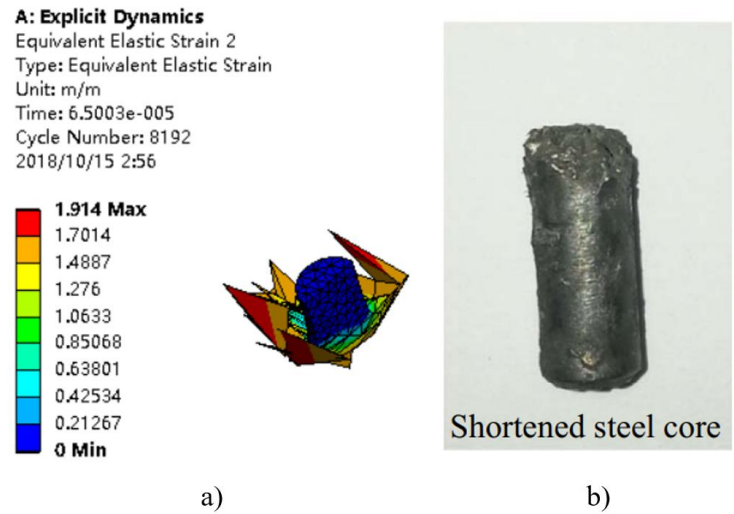 A: Explicit Dynamics
Equivalent Elastic Strain 2
Type: Equivalent Elastic Strain
Unit: m/m
Time: 6.5003e-005
Cycle Number: 8192
2018/10/15 2:56
1.914 Max
1.7014
1.4887
1.276
1.0633
0.85068
0.63801
0.42534
0.21267
0 Min
Shortened steel core
a)
b)